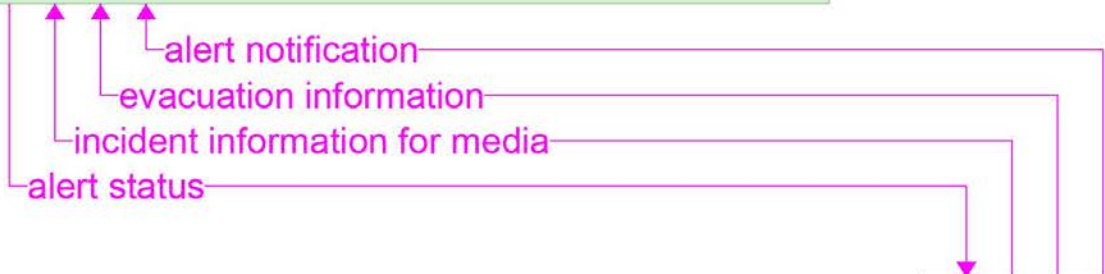 alert notification
evacuation information
incident information for media
alert status